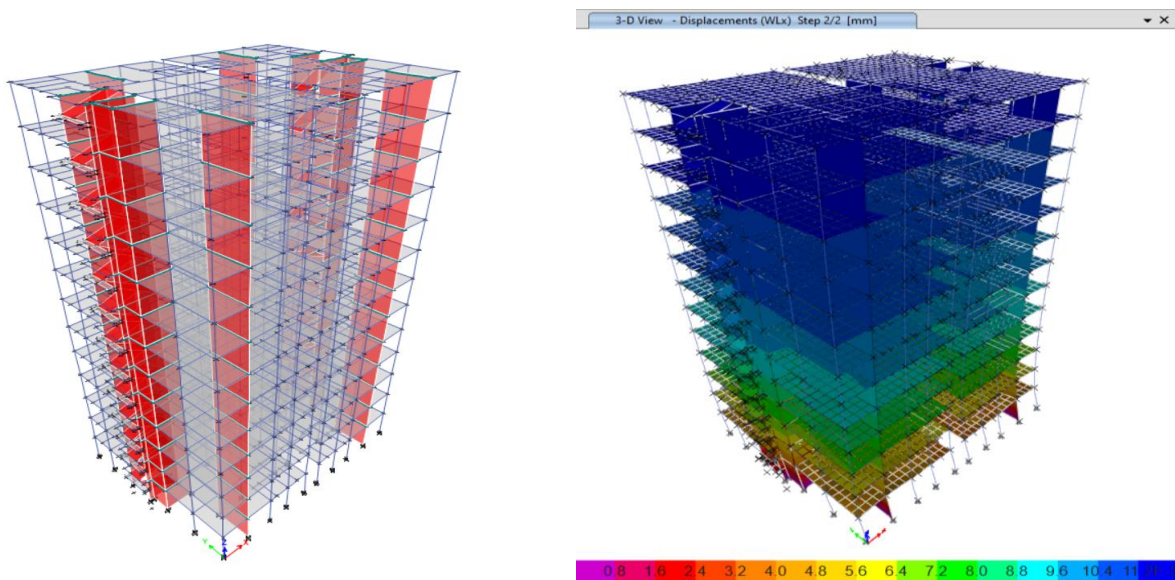 3-D View - Displacements (WLx) Step 2/2 [mm]
Z
Y
X
0.8 1.6 2.4 3.2 4.0 4.8 5.6 6.4 7.2 8.0 8.8 9.6 10.4